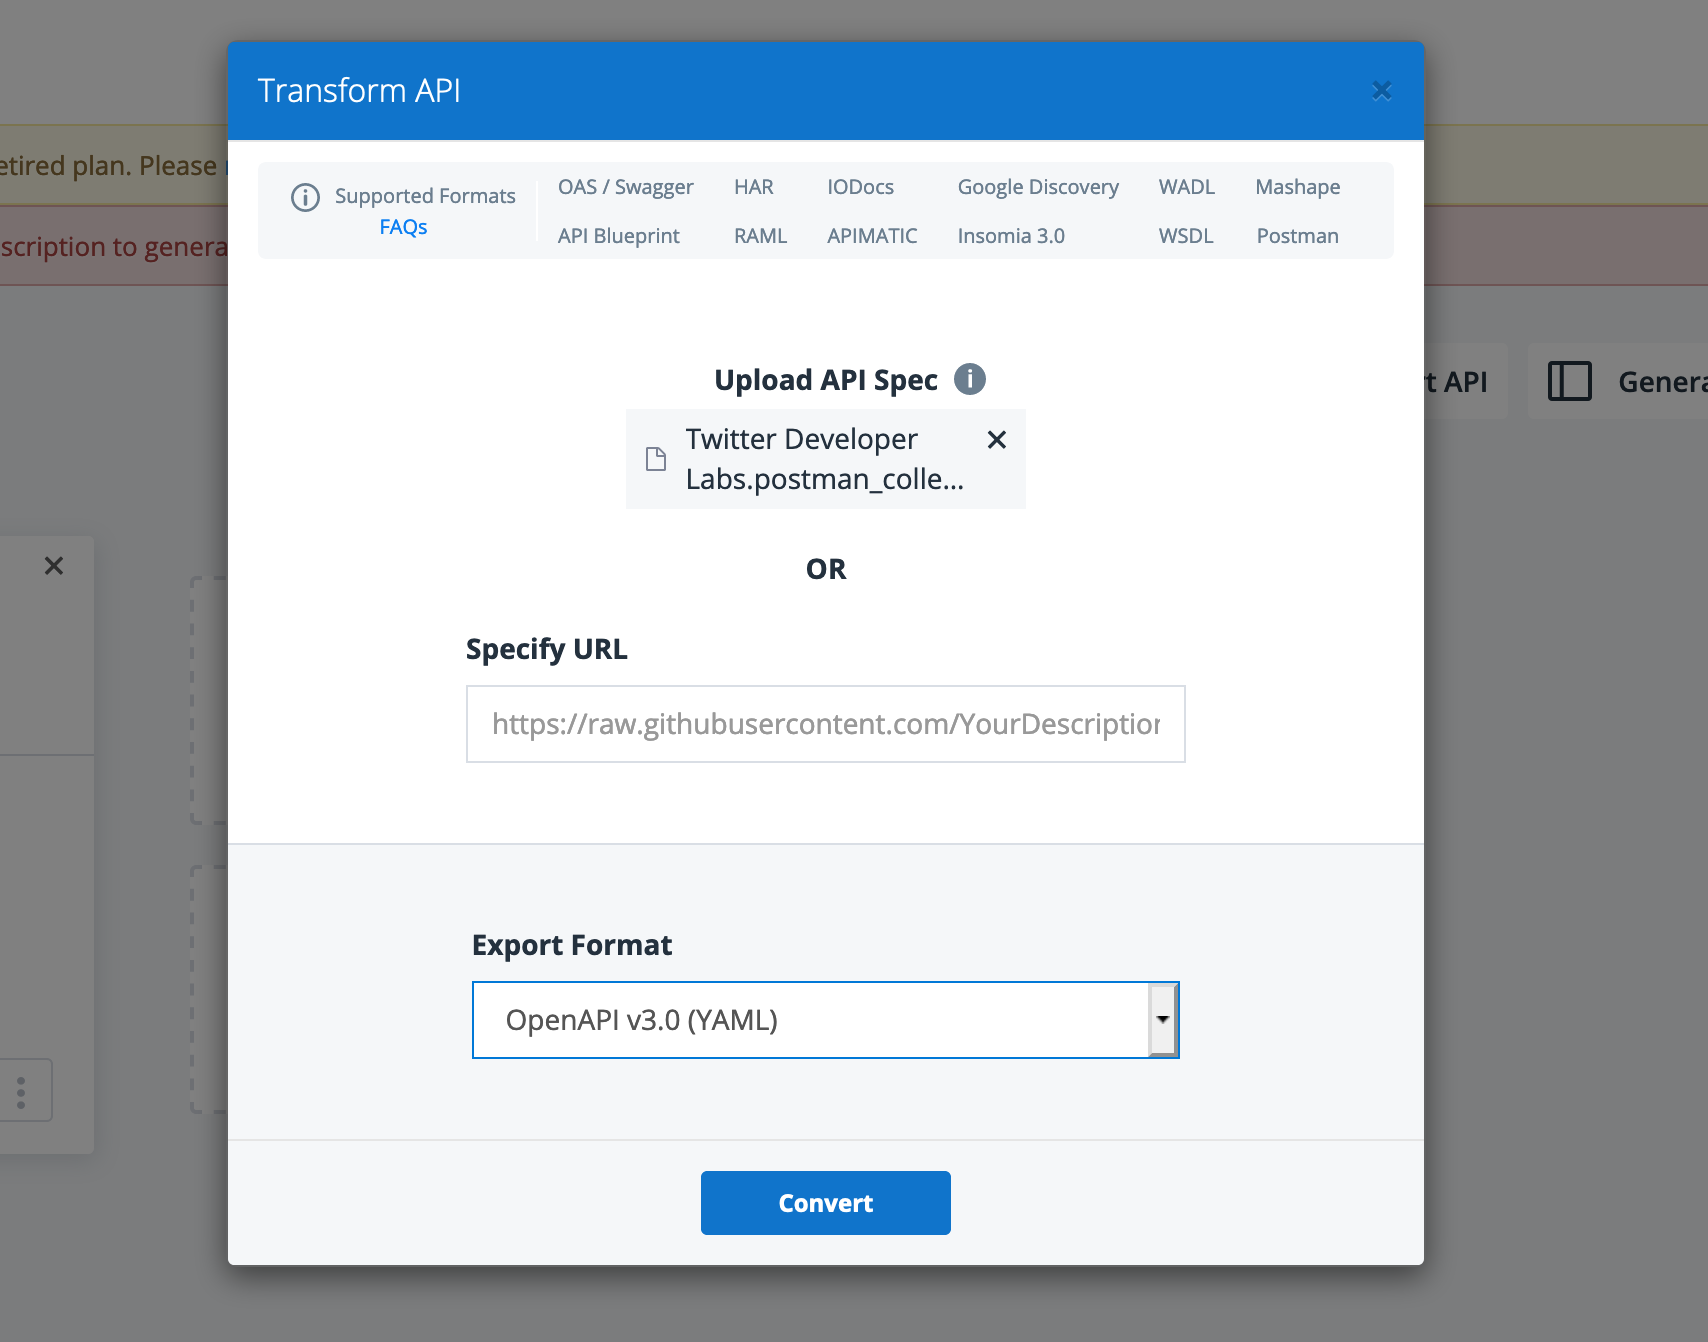 Transform API
etired plan. Please
Supported Formats
FAQs
OAS / Swagger HAR IODocs Google Discovery WADL Mashape
API Blueprint RAML APIMATIC Insomia 3.0 WSDL Postman
scription to genera
Upload API Spec
Twitter Developer
Labs.postman_colle...
t API
Genera
OR
Specify URL
https://raw.githubusercontent.com/YourDescription
Export Format
OpenAPI v3.0 (YAML)
Convert